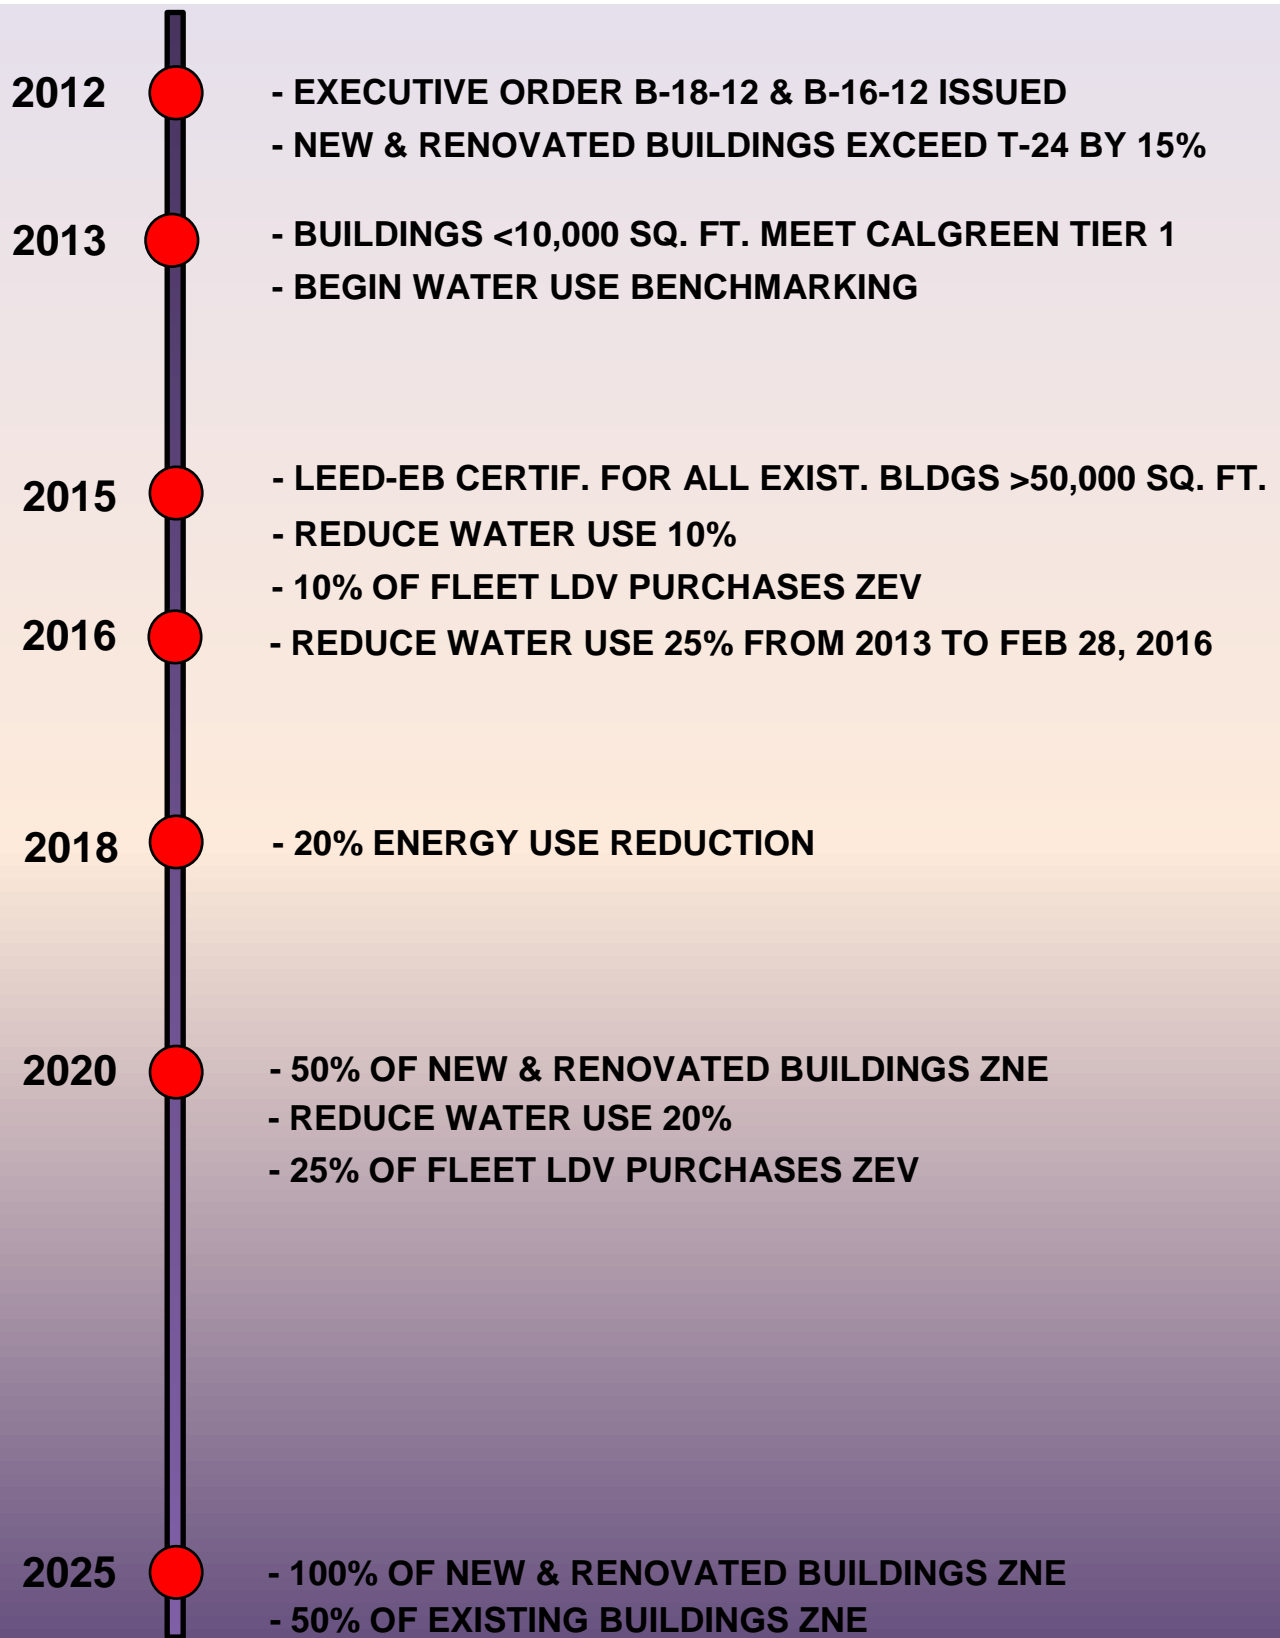 2012
- EXECUTIVE ORDER B-18-12 & B-16-12 ISSUED
- NEW & RENOVATED BUILDINGS EXCEED T-24 BY 15%
2013
- BUILDINGS <10,000 SQ. FT. MEET CALGREEN TIER 1
- BEGIN WATER USE BENCHMARKING
2015
- LEED-EB CERTIF. FOR ALL EXIST. BLDGS >50,000 SQ. FT.
- REDUCE WATER USE 10%
- 10% OF FLEET LDV PURCHASES ZEV
2016
- REDUCE WATER USE 25% FROM 2013 TO FEB 28, 2016
2018
- 20% ENERGY USE REDUCTION
2020
- 50% OF NEW & RENOVATED BUILDINGS ZNE
- REDUCE WATER USE 20%
- 25% OF FLEET LDV PURCHASES ZEV
2025
- 100% OF NEW & RENOVATED BUILDINGS ZNE
- 50% OF EXISTING BUILDINGS ZNE